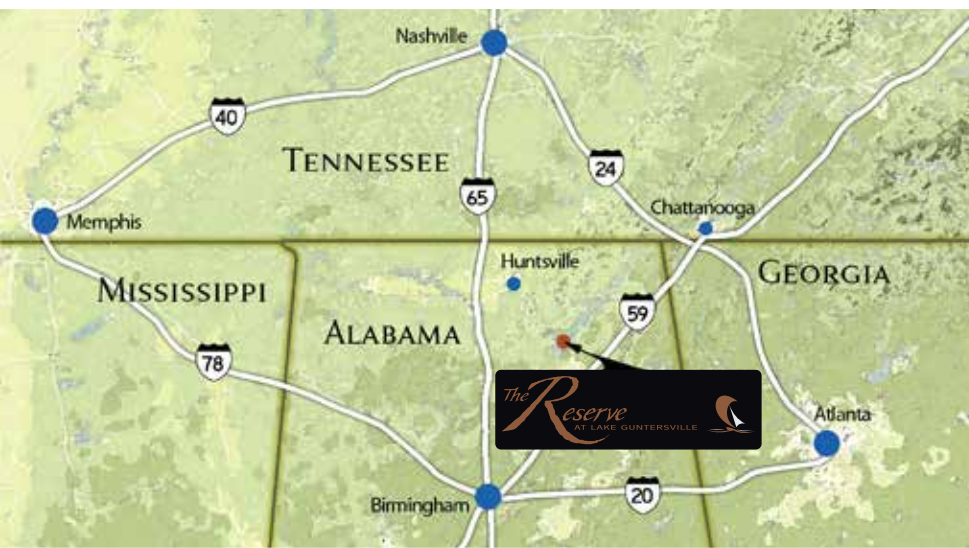 Nashville
40
TENNESSEE
24
65
Chattanooga
Memphis
Huntsville
GEORGIA
MISSISSIPPI
59
ALABAMA
78
The Reserve
AT LAKE GUNTERSVILLE
Atlanta
20
Birmingham